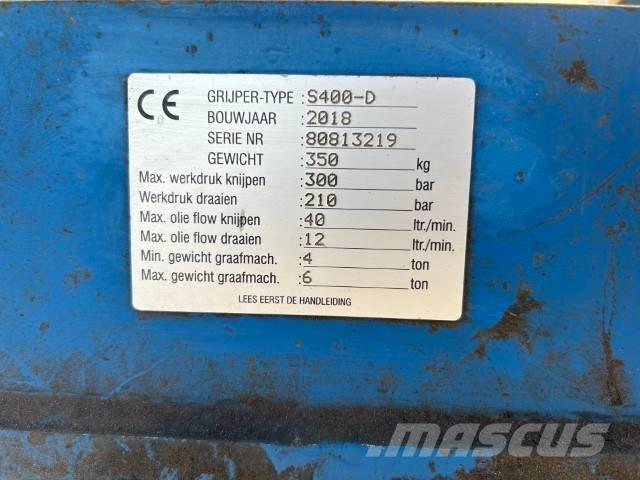 CE
GRIJPER-TYPE :S400-D
BOUWJAAR :2018
SERIE NR :80813219
GEWICHT :350 kg
Max. werkdruk knijpen :300 bar
Werkdruk draaien :210 bar
Max. olie flow knijpen :40 ltr./min.
Max. olie flow draaien :12 ltr./min.
Min. gewicht graafmach. :4 ton
Max. gewicht graafmach. :6 ton
LEES EERST DE HANDLEIDING
mascus